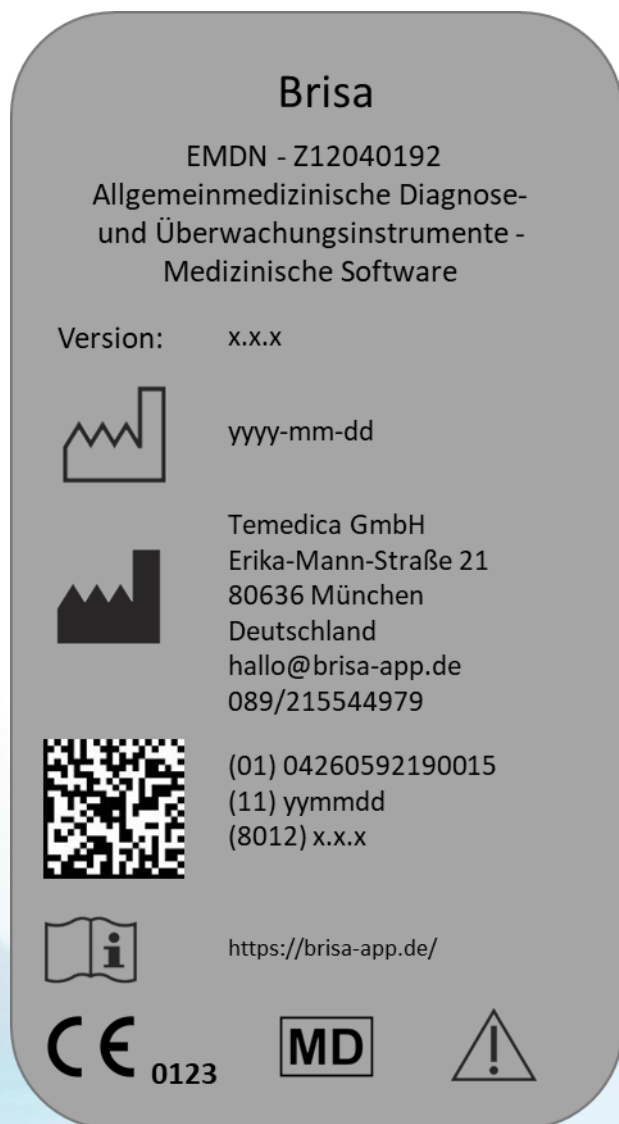 Brisa
EMDN - Z12040192
Allgemeinmedizinische Diagnose-
und Überwachungsinstrumente -
Medizinische Software
Version: x.x.x
yyyy-mm-dd
Temedica GmbH
Erika-Mann-Straße 21
80636 München
Deutschland
hallo@brisa-app.de
089/215544979
(01) 04260592190015
(11) yymmdd
(8012) x.x.x
i
https://brisa-app.de/
CE 0123 MD !